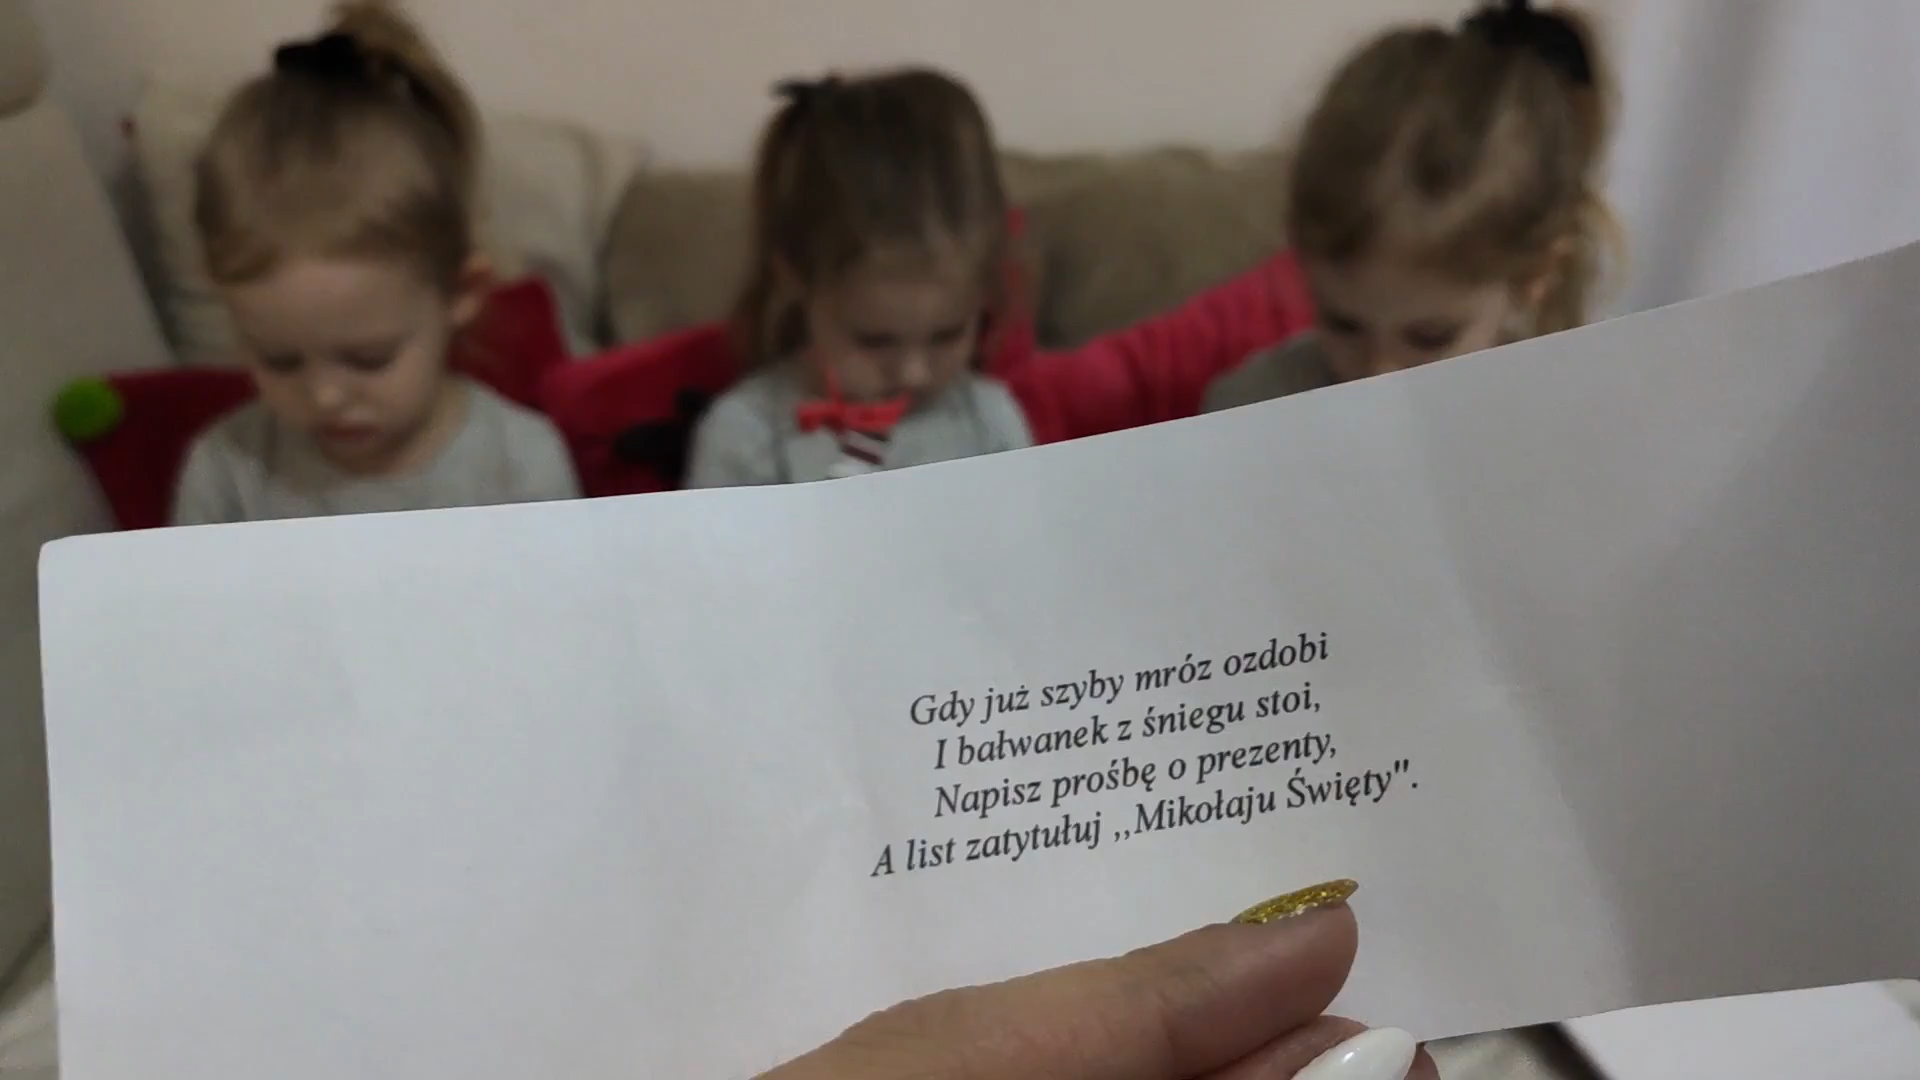 Gdy już szyby mróz ozdobi
I bałwanek z śniegu stoi,
Napisz prośbę o prezenty,
A list zatytułuj ,,Mikołaju Święty".